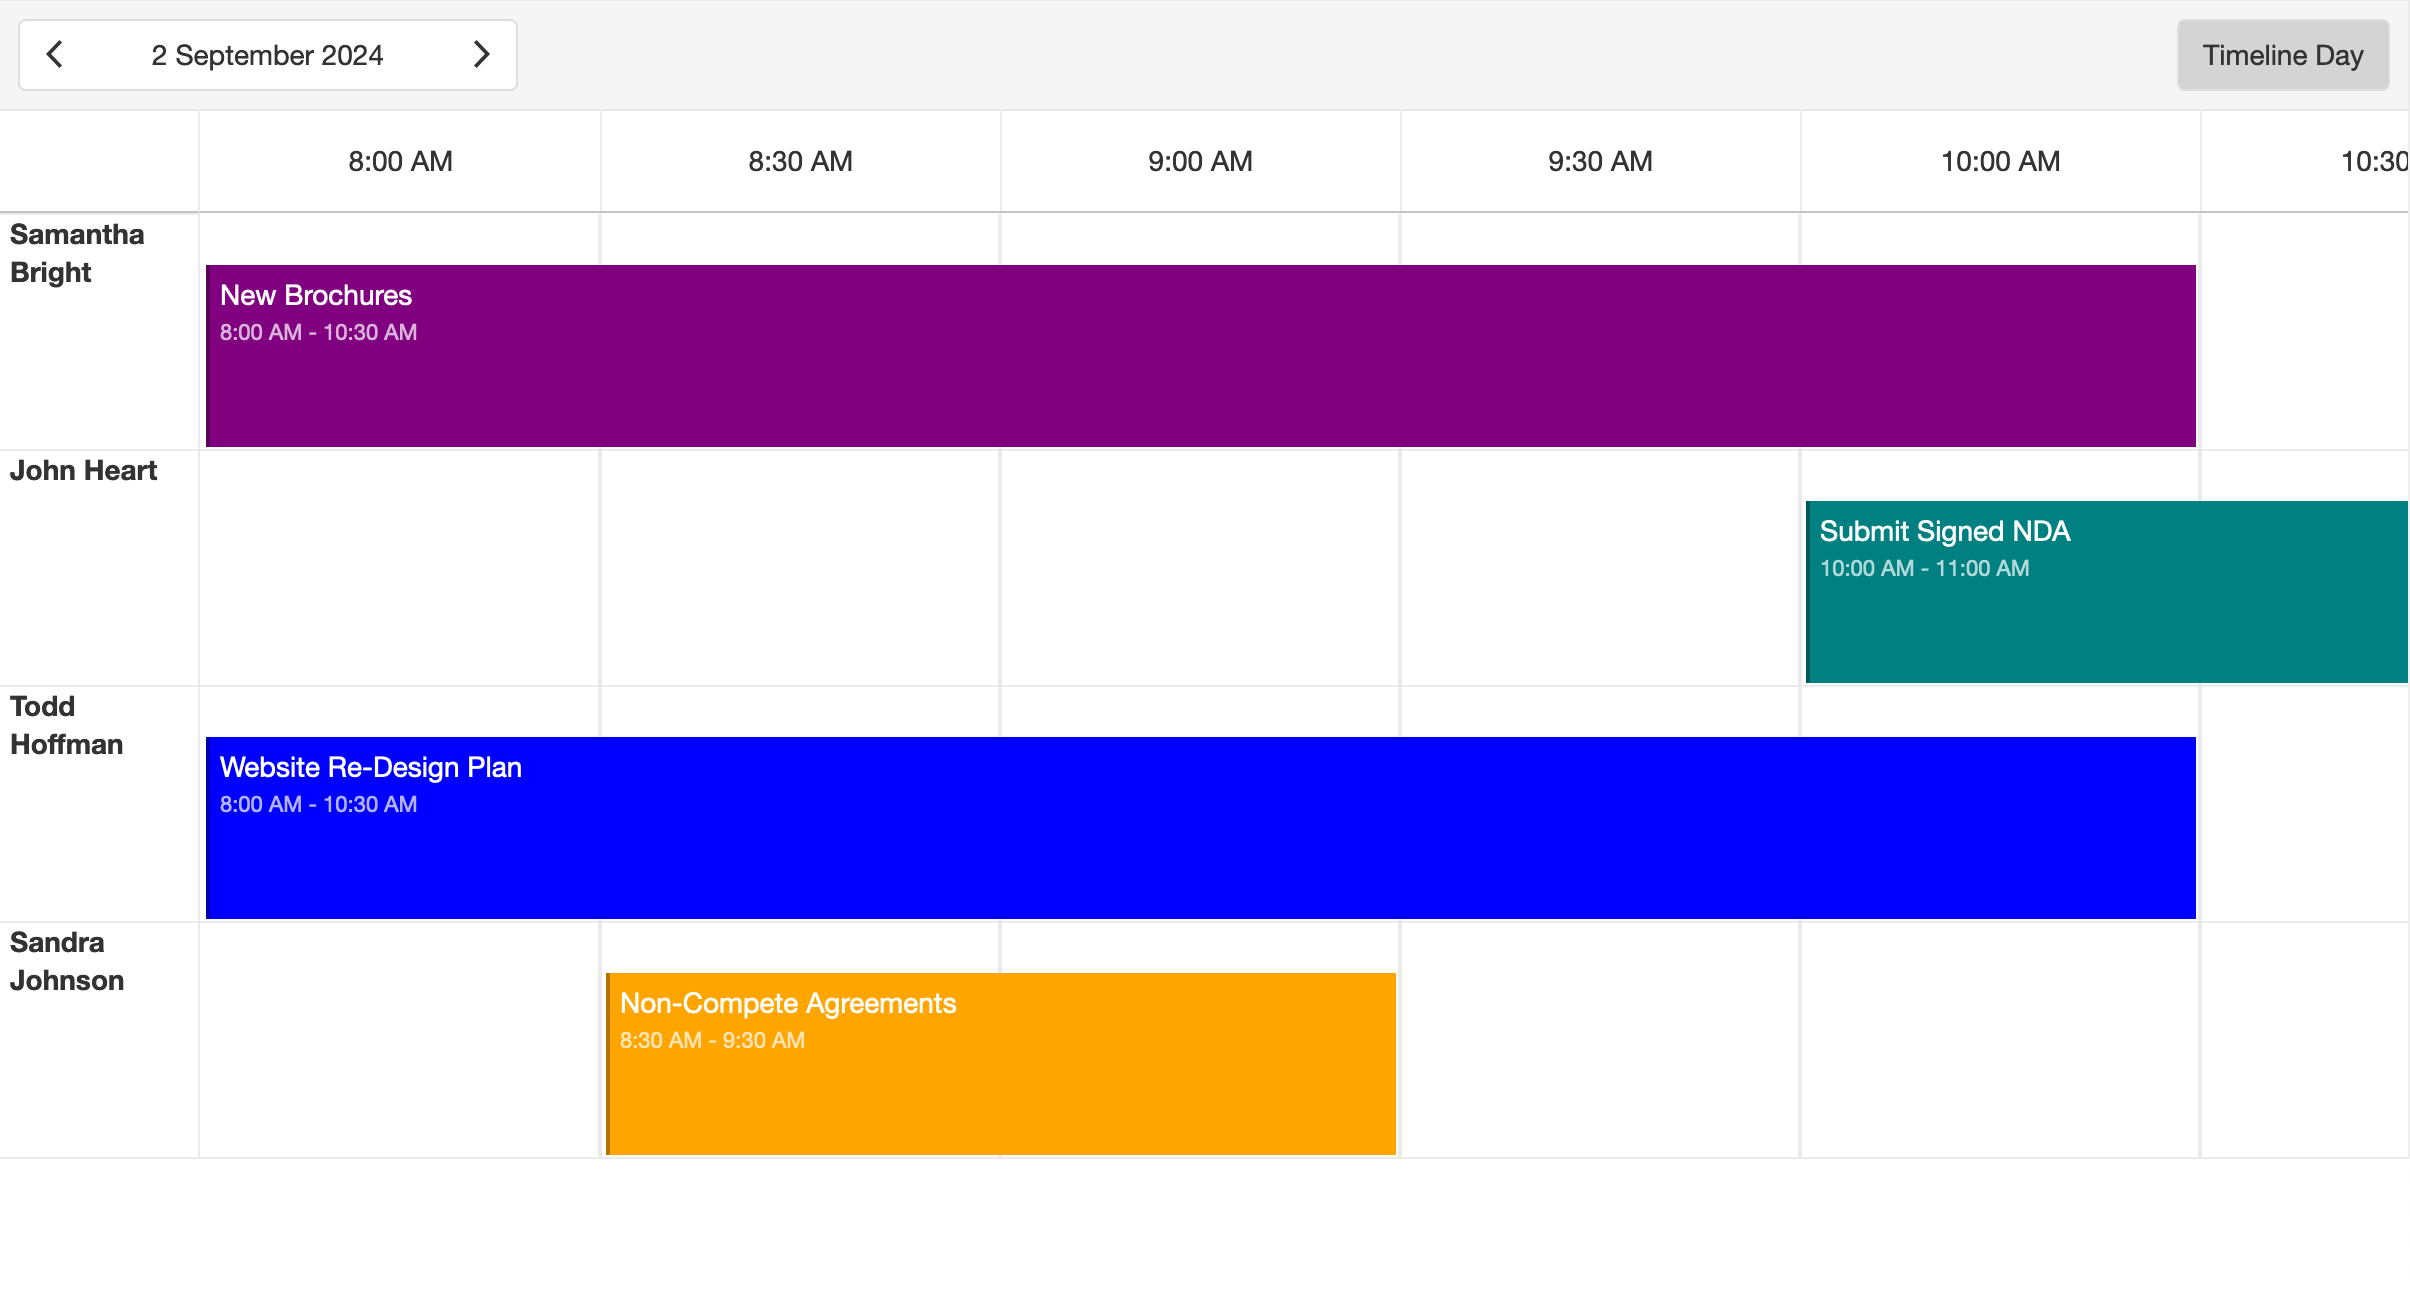 2 September 2024
Timeline Day
8:00 AM
8:30 AM
9:00 AM
9:30 AM
10:00 AM
10:30
Samantha
Bright
New Brochures
8:00 AM - 10:30 AM
John Heart
Submit Signed NDA
10:00 AM - 11:00 AM
Todd
Hoffman
Website Re-Design Plan
8:00 AM - 10:30 AM
Sandra
Johnson
Non-Compete Agreements
8:30 AM - 9:30 AM